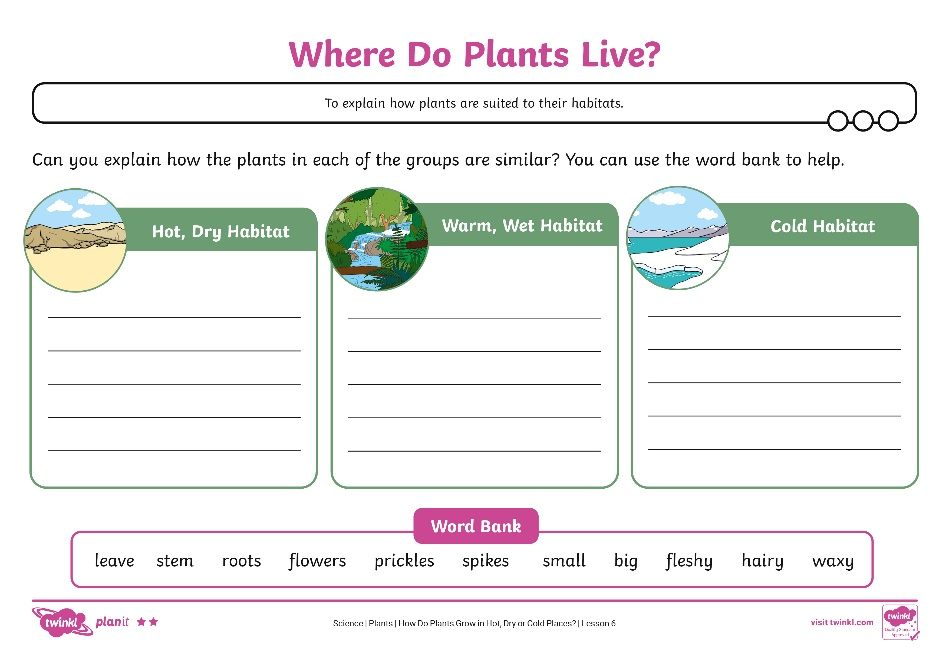 Where Do Plants Live?
To explain how plants are suited to their habitats.
Can you explain how the plants in each of the groups are similar? You can use the word bank to help.
Hot, Dry Habitat
Warm, Wet Habitat
Cold Habitat
Word Bank
leave stem roots flowers prickles spikes small big fleshy hairy waxy
twinkl planit
Science | Plants | How Do Plants Grow in Hot, Dry or Cold Places? | Lesson 6
visit twinkl.com
twinkl